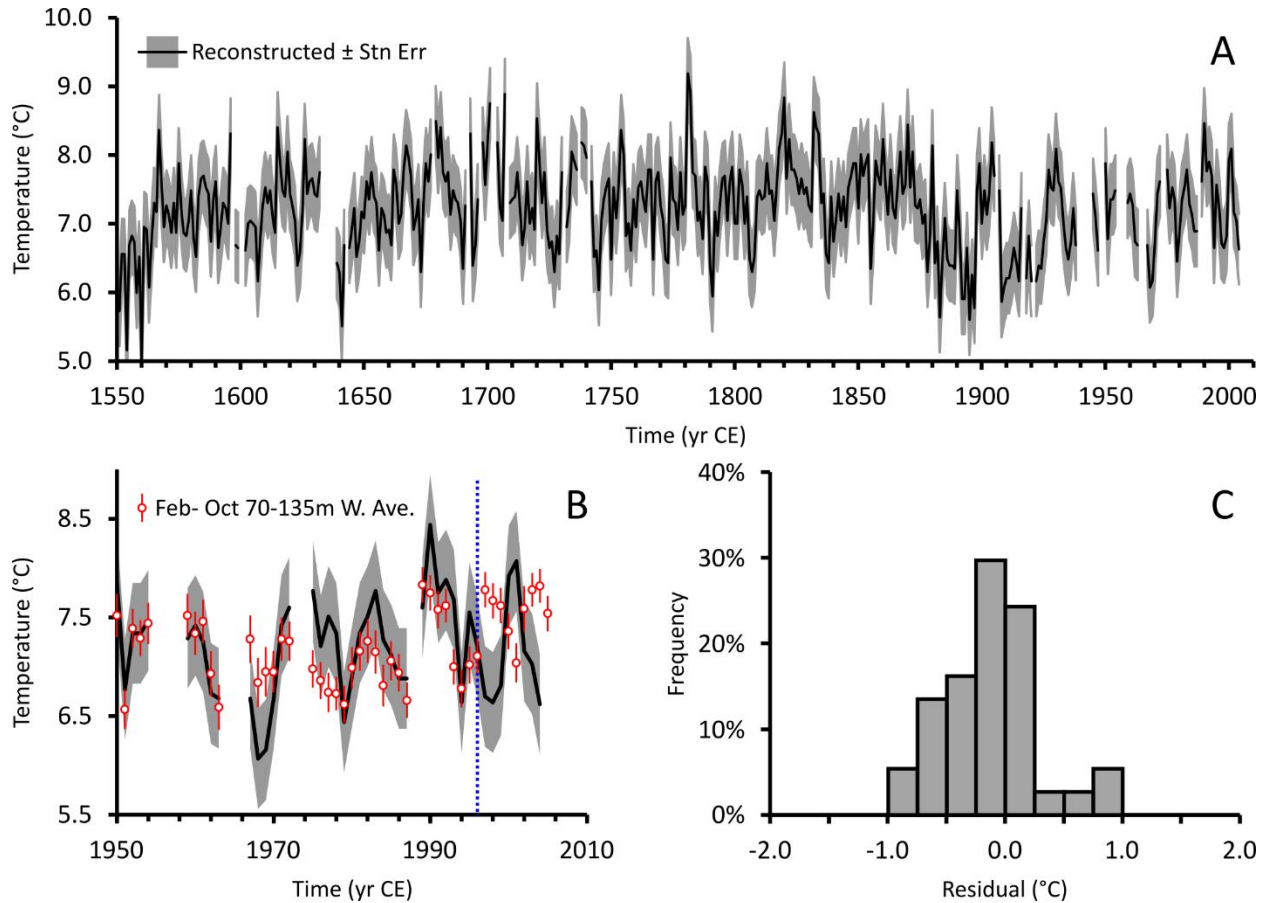 10.0
A
Reconstructed ± Stn Err
9.0
8.0
7.0
6.0
5.0
Temperature (°C)
1550 1600 1650 1700 1750 1800 1850 1900 1950 2000
Time (yr CE)
Feb- Oct 70-135m W. Ave.
B
8.5
7.5
6.5
5.5
Temperature (°C)
1950 1970 1990 2010
Time (yr CE)
40%
C
30%
20%
10%
0%
Frequency
-2.0 -1.0 0.0 1.0 2.0
Residual (°C)